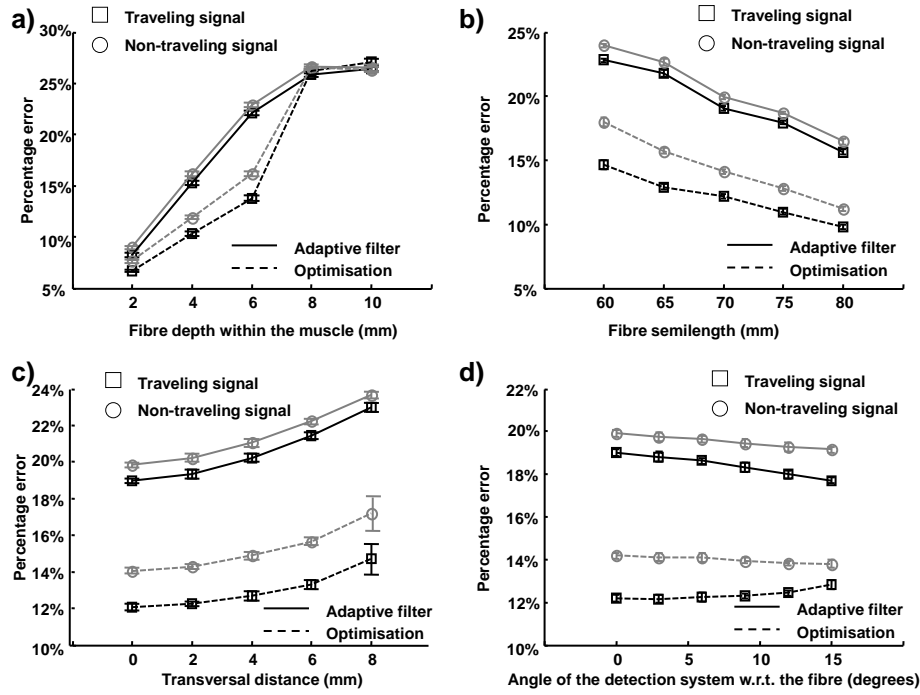 a)
Traveling signal
Non-traveling signal
30%
25%
20%
15%
10%
5%
Percentage error
Adaptive filter
Optimisation
2 4 6 8 10
Fibre depth within the muscle (mm)
b)
Traveling signal
Non-traveling signal
25%
20%
15%
10%
5%
Percentage error
Adaptive filter
Optimisation
60 65 70 75 80
Fibre semilength (mm)
c)
Traveling signal
Non-traveling signal
24%
22%
20%
18%
16%
14%
12%
10%
Percentage error
Adaptive filter
Optimisation
0 2 4 6 8
Transversal distance (mm)
d)
Traveling signal
Non-traveling signal
22%
20%
18%
16%
14%
12%
10%
Percentage error
Adaptive filter
Optimisation
0 5 10 15
Angle of the detection system w.r.t. the fibre (degrees)